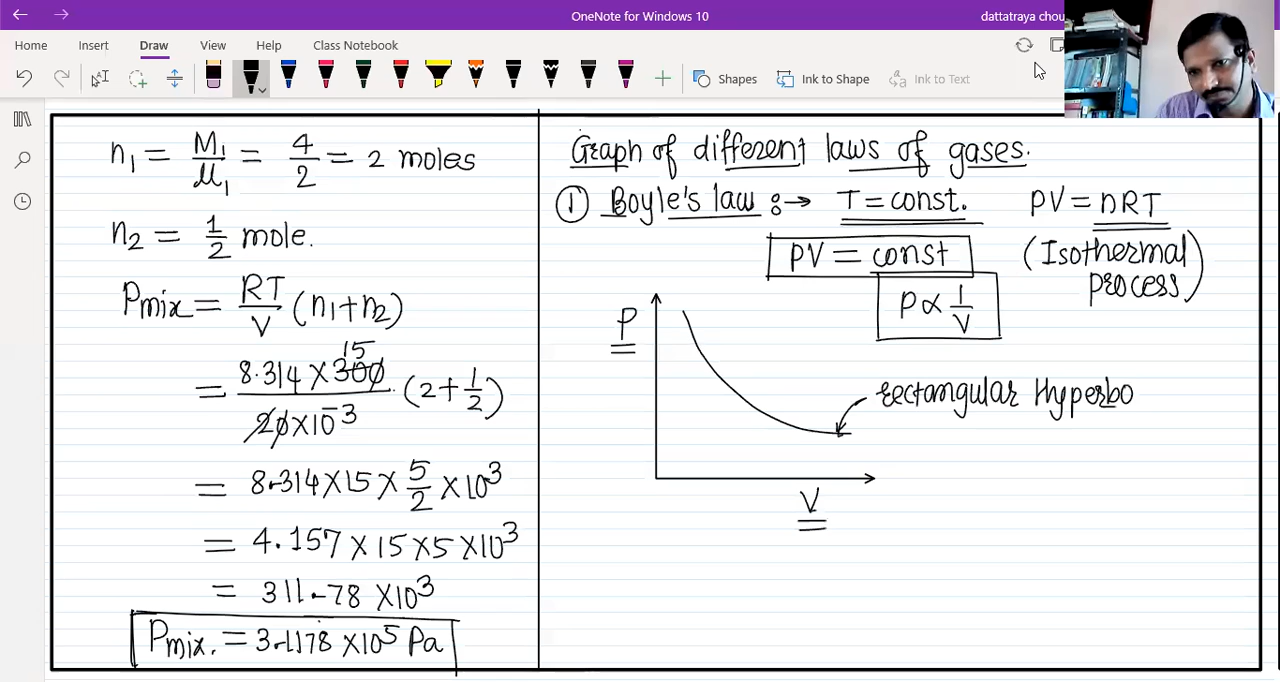 OneNote for Windows 10
dattatraya chou
Home Insert Draw View Help Class Notebook
Shapes Ink to Shape Ink to Text
n₁ = M₁/μ₁ = 4/2 = 2 moles
n₂ = 1/2 mole.
Pmix = RT/V (n₁+n₂)
= 8.314 × 300 15 / 20×10⁻³ (2+1/2)
= 8.314×15× 5/2 ×10³
= 4.157×15×5×10³
= 311.78 ×10³
Pmix. = 3.1178 ×10⁵ Pa
Graph of different laws of gases.
① Boyle's law :→ T = const. PV = nRT
PV = const (Isothermal process)
P ∝ 1/V
P
rectangular Hyperbo
V